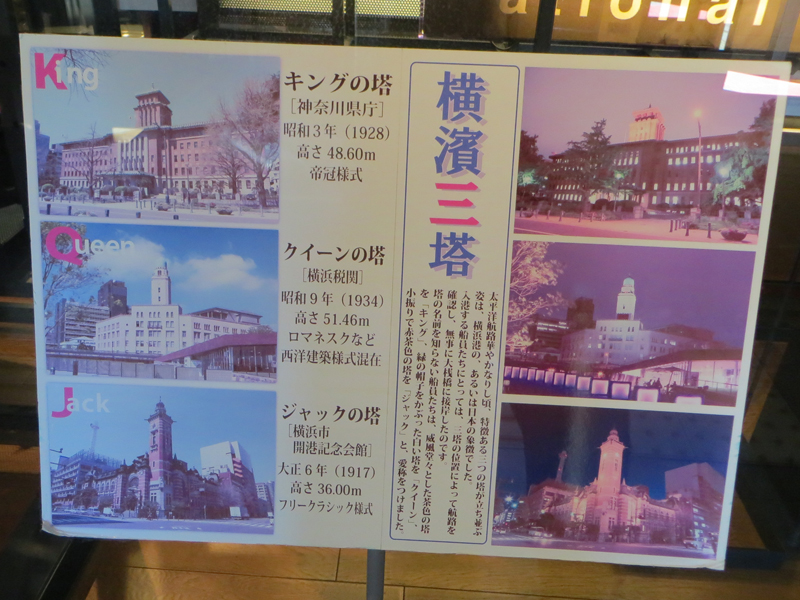 ational
King
キングの塔
[神奈川県庁]
昭和3年(1928)
高さ48.60m
帝冠様式
Queen
クイーンの塔
[横浜税関]
昭和9年(1934)
高さ51.46m
ロマネスクなど
西洋建築様式混在
Jack
ジャックの塔
[横浜市
開港記念会館]
大正6年(1917)
高さ36.00m
フリークラシック様式
横濱三塔
太平洋航路華やかなりし頃、特徴ある三つの塔が立ち並ぶ
姿は、横浜港の、あるいは日本の象徴でした。
入港する船員たちにとっては、三塔の位置によって航路を
確認し、無事に大桟橋に接岸したのです。
塔の名前を知らない船員たちは、威風堂々とした茶色の塔
を「キング」、緑の帽子をかぶった白い塔を「クイーン」、
小振りで赤茶色の塔を「ジャック」と、愛称をつけました。